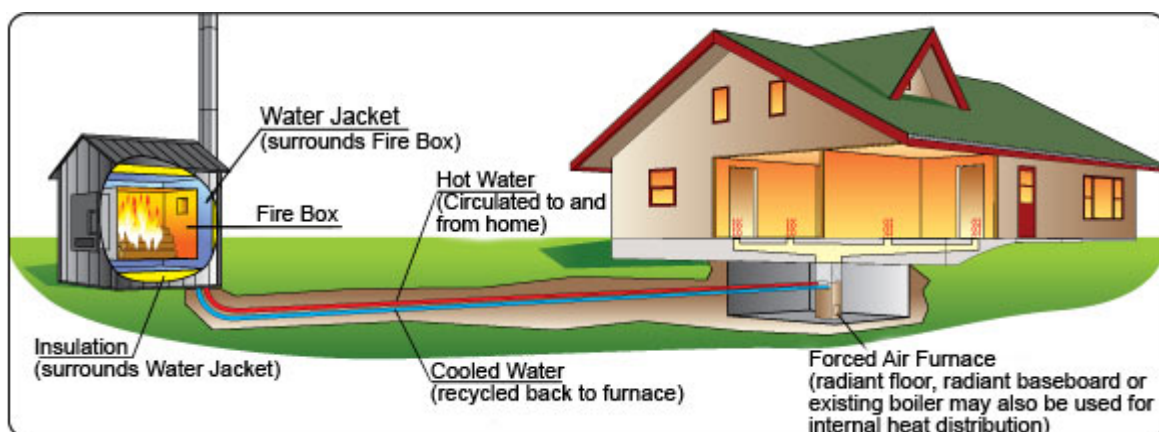 Water Jacket
(surrounds Fire Box)
Fire Box
Hot Water
(Circulated to and
from home)
Insulation
(surrounds Water Jacket)
Cooled Water
(recycled back to furnace)
Forced Air Furnace
(radiant floor, radiant baseboard or
existing boiler may also be used for
internal heat distribution)